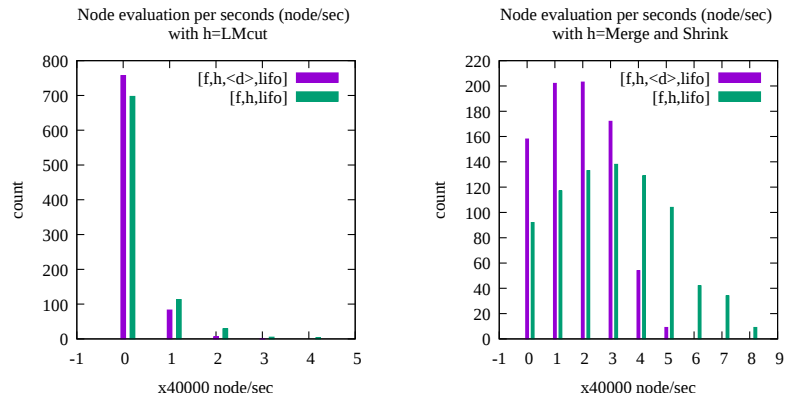 Node evaluation per seconds (node/sec)
with h=LMcut
800
700
600
500
400
300
200
100
0
count
[f,h,<d>,lifo]
[f,h,lifo]
-1 0 1 2 3 4 5
x40000 node/sec
Node evaluation per seconds (node/sec)
with h=Merge and Shrink
220
200
180
160
140
120
100
80
60
40
20
0
count
[f,h,<d>,lifo]
[f,h,lifo]
-1 0 1 2 3 4 5 6 7 8 9
x40000 node/sec